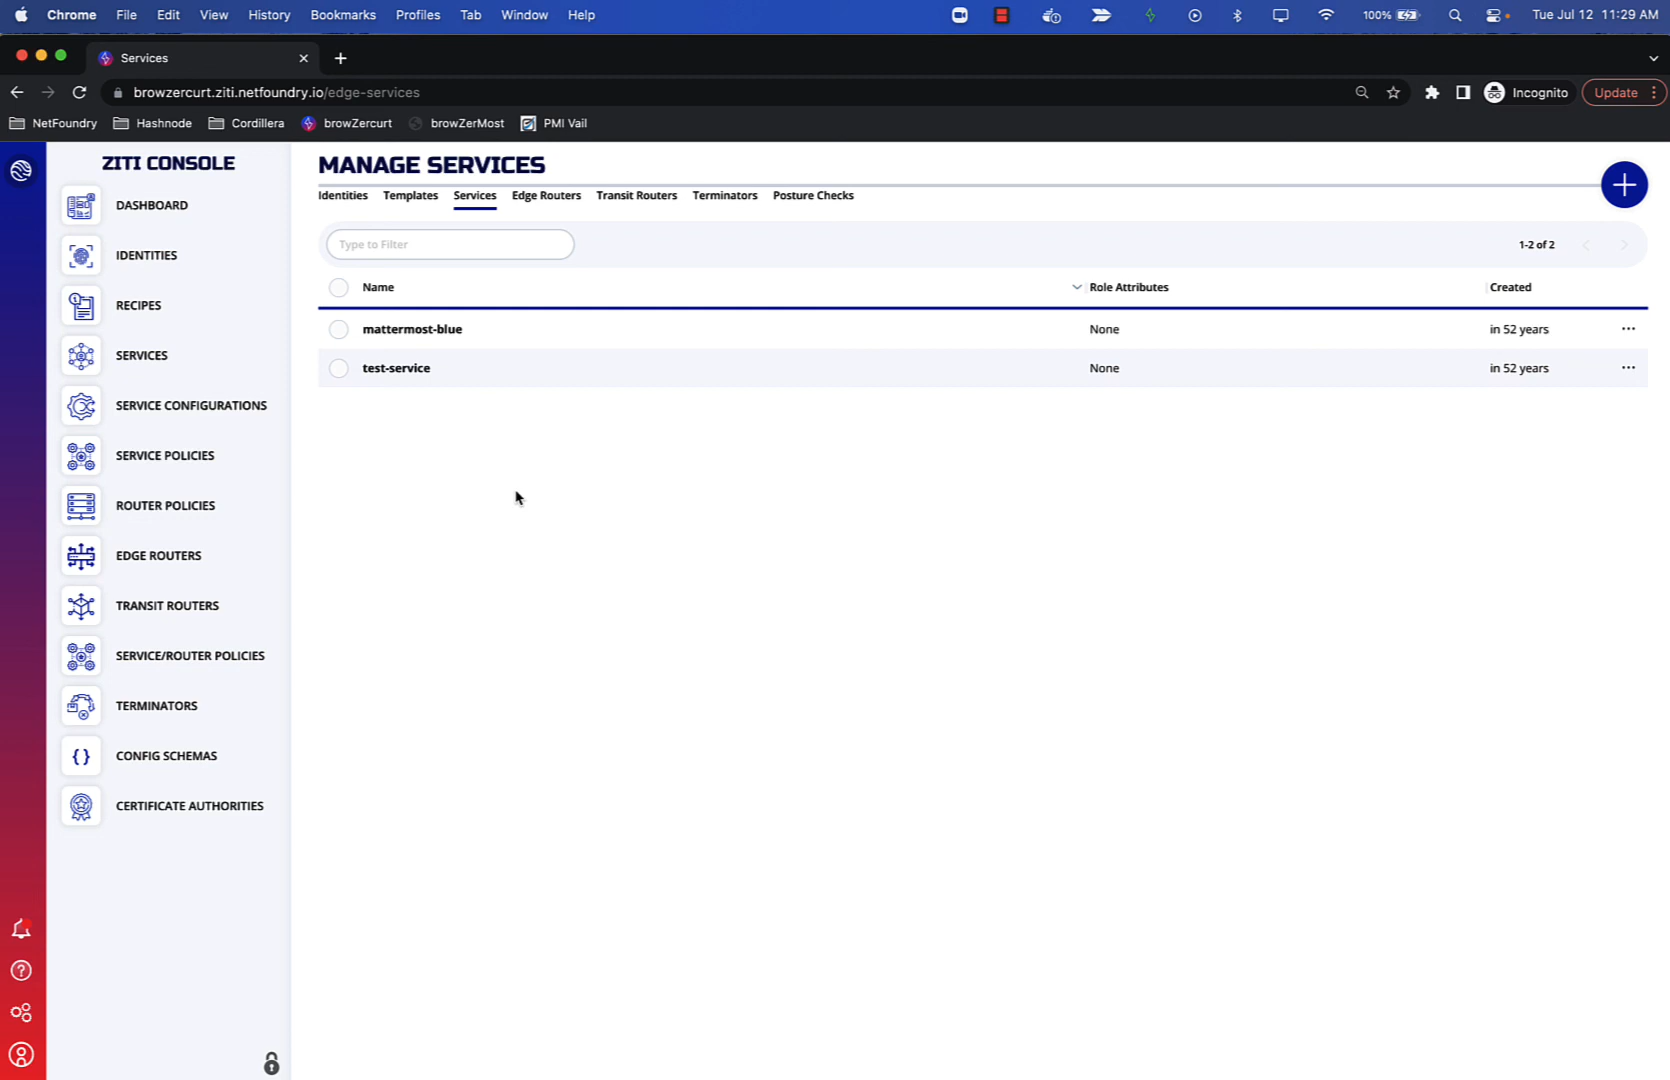 Chrome File Edit View History Bookmarks Profiles Tab Window Help 100% Tue Jul 12 11:29 AM
Services
browzercurt.ziti.netfoundry.io/edge-services Incognito Update
NetFoundry Hashnode Cordillera browZercurt browZerMost PMI Vail
ZITI CONSOLE
DASHBOARD
IDENTITIES
RECIPES
SERVICES
SERVICE CONFIGURATIONS
SERVICE POLICIES
ROUTER POLICIES
EDGE ROUTERS
TRANSIT ROUTERS
SERVICE/ROUTER POLICIES
TERMINATORS
CONFIG SCHEMAS
CERTIFICATE AUTHORITIES
MANAGE SERVICES
Identities Templates Services Edge Routers Transit Routers Terminators Posture Checks
Type to Filter 1-2 of 2
Name Role Attributes Created
mattermost-blue None in 52 years
test-service None in 52 years